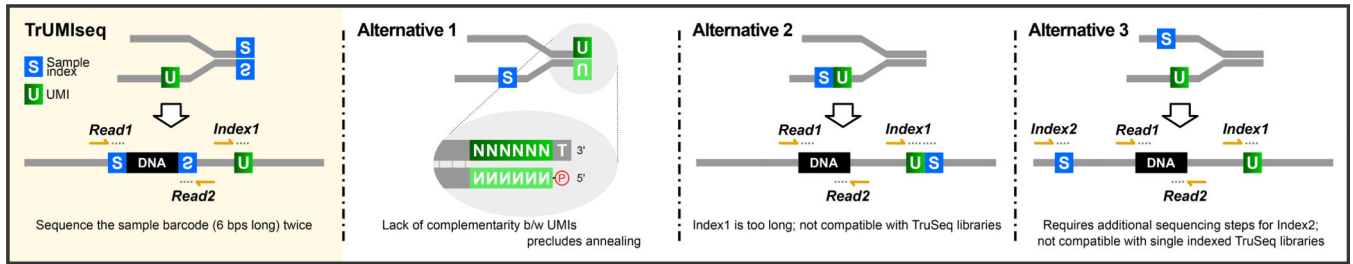 TrUMIseq
S
S
S Sample
index
U
U UMI
Read1
Index1
S DNA S
U
Read2
Sequence the sample barcode (6 bps long) twice
Alternative 1
U
U
S
NNNNNN T 3'
NNNNNN P 5'
Lack of complementarity b/w UMIs
precludes annealing
Alternative 2
S U
Read1
Index1
DNA
U S
Read2
Index1 is too long; not compatible with TruSeq libraries
Alternative 3
S
U
Index2
Read1
Index1
S
DNA
U
Read2
Requires additional sequencing steps for Index2;
not compatible with single indexed TruSeq libraries